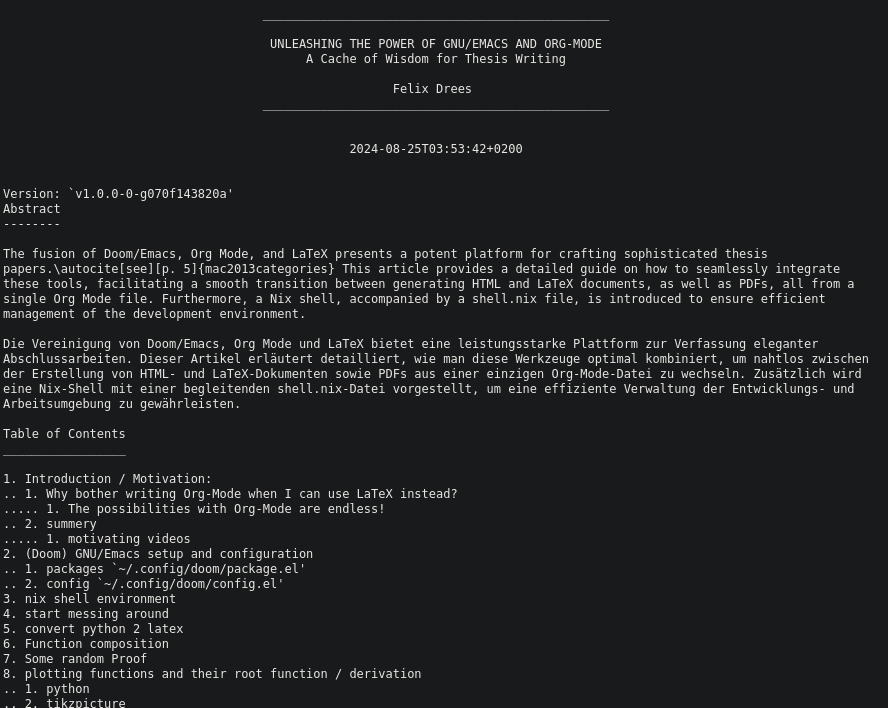 UNLEASHING THE POWER OF GNU/EMACS AND ORG-MODE
A Cache of Wisdom for Thesis Writing
Felix Drees
2024-08-25T03:53:42+0200
Version: `v1.0.0-0-g070f143820a'
Abstract
--------
The fusion of Doom/Emacs, Org Mode, and LaTeX presents a potent platform for crafting sophisticated thesis
papers.\autocite[see][p. 5]{mac2013categories} This article provides a detailed guide on how to seamlessly integrate
these tools, facilitating a smooth transition between generating HTML and LaTeX documents, as well as PDFs, all from a
single Org Mode file. Furthermore, a Nix shell, accompanied by a shell.nix file, is introduced to ensure efficient
management of the development environment.
Die Vereinigung von Doom/Emacs, Org Mode und LaTeX bietet eine leistungsstarke Plattform zur Verfassung eleganter
Abschlussarbeiten. Dieser Artikel erläutert detailliert, wie man diese Werkzeuge optimal kombiniert, um nahtlos zwischen
der Erstellung von HTML- und LaTeX-Dokumenten sowie PDFs aus einer einzigen Org-Mode-Datei zu wechseln. Zusätzlich wird
eine Nix-Shell mit einer begleitenden shell.nix-Datei vorgestellt, um eine effiziente Verwaltung der Entwicklungs- und
Arbeitsumgebung zu gewährleisten.
Table of Contents
_________________
1. Introduction / Motivation:
.. 1. Why bother writing Org-Mode when I can use LaTeX instead?
..... 1. The possibilities with Org-Mode are endless!
.. 2. summery
..... 1. motivating videos
2. (Doom) GNU/Emacs setup and configuration
.. 1. packages `~/.config/doom/package.el'
.. 2. config `~/.config/doom/config.el'
3. nix shell environment
4. start messing around
5. convert python 2 latex
6. Function composition
7. Some random Proof
8. plotting functions and their root function / derivation
.. 1. python
.. 2. tikzpicture